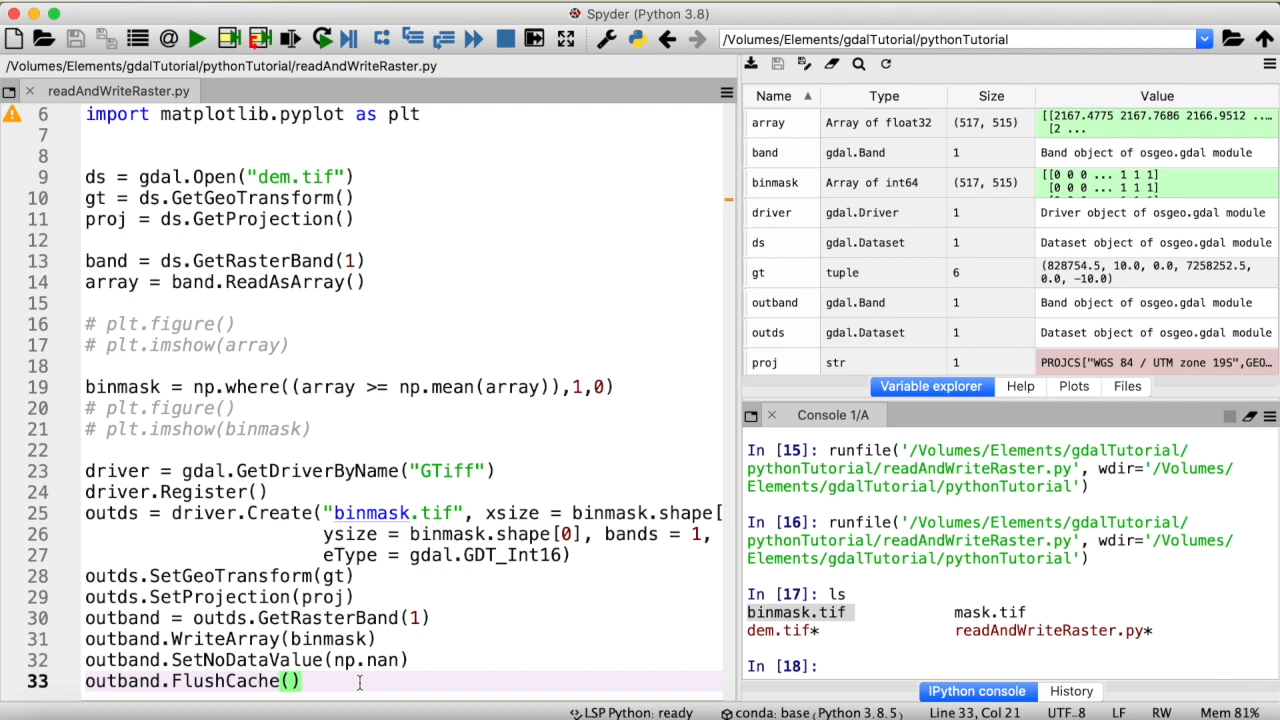 Spyder (Python 3.8)
/Volumes/Elements/gdalTutorial/pythonTutorial
/Volumes/Elements/gdalTutorial/pythonTutorial/readAndWriteRaster.py
readAndWriteRaster.py
6 import matplotlib.pyplot as plt
7
8
9 ds = gdal.Open("dem.tif")
10 gt = ds.GetGeoTransform()
11 proj = ds.GetProjection()
12
13 band = ds.GetRasterBand(1)
14 array = band.ReadAsArray()
15
16 # plt.figure()
17 # plt.imshow(array)
18
19 binmask = np.where((array >= np.mean(array)),1,0)
20 # plt.figure()
21 # plt.imshow(binmask)
22
23 driver = gdal.GetDriverByName("GTiff")
24 driver.Register()
25 outds = driver.Create("binmask.tif", xsize = binmask.shape[
26 ysize = binmask.shape[0], bands = 1,
27 eType = gdal.GDT_Int16)
28 outds.SetGeoTransform(gt)
29 outds.SetProjection(proj)
30 outband = outds.GetRasterBand(1)
31 outband.WriteArray(binmask)
32 outband.SetNoDataValue(np.nan)
33 outband.FlushCache()
Name Type Size Value
array Array of float32 (517, 515) [[2167.4775 2167.7686 2166.9512 ...…
[2 ...
band gdal.Band 1 Band object of osgeo.gdal module
binmask Array of int64 (517, 515) [[0 0 0 ... 1 1 1]
[0 0 0 ... 1 1 1]
driver gdal.Driver 1 Driver object of osgeo.gdal module
ds gdal.Dataset 1 Dataset object of osgeo.gdal module
gt tuple 6 (828754.5, 10.0, 0.0, 7258252.5,
0.0, -10.0)
outband gdal.Band 1 Band object of osgeo.gdal module
outds gdal.Dataset 1 Dataset object of osgeo.gdal module
proj str 1 PROJCS["WGS 84 / UTM zone 19S",GEO…
Variable explorer Help Plots Files
Console 1/A
In [15]: runfile('/Volumes/Elements/gdalTutorial/
pythonTutorial/readAndWriteRaster.py', wdir='/Volumes/
Elements/gdalTutorial/pythonTutorial')
In [16]: runfile('/Volumes/Elements/gdalTutorial/
pythonTutorial/readAndWriteRaster.py', wdir='/Volumes/
Elements/gdalTutorial/pythonTutorial')
In [17]: ls
binmask.tif mask.tif
dem.tif* readAndWriteRaster.py*
In [18]:
IPython console History
LSP Python: ready conda: base (Python 3.8.5) Line 33, Col 21 UTF-8 LF RW Mem 81%